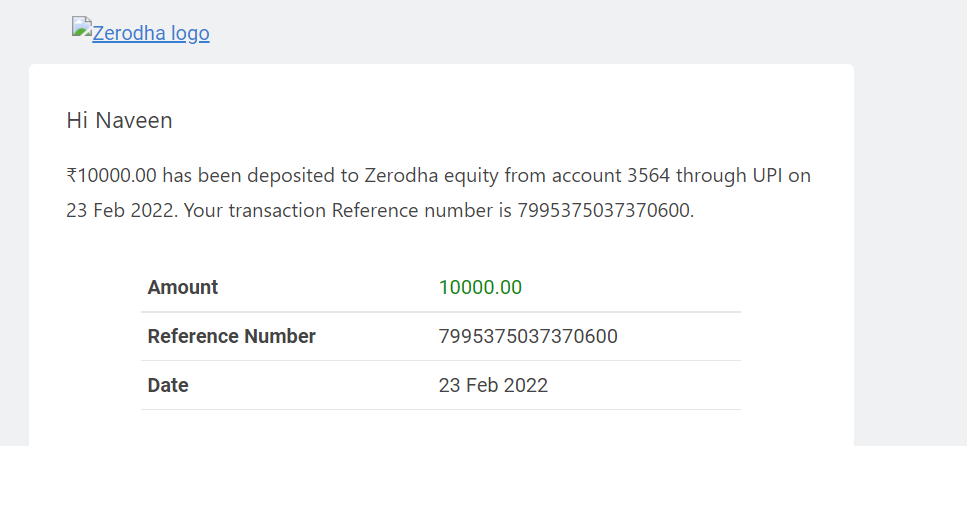 Zerodha logo
Hi Naveen
₹10000.00 has been deposited to Zerodha equity from account 3564 through UPI on
23 Feb 2022. Your transaction Reference number is 7995375037370600.
Amount 10000.00
Reference Number 7995375037370600
Date 23 Feb 2022